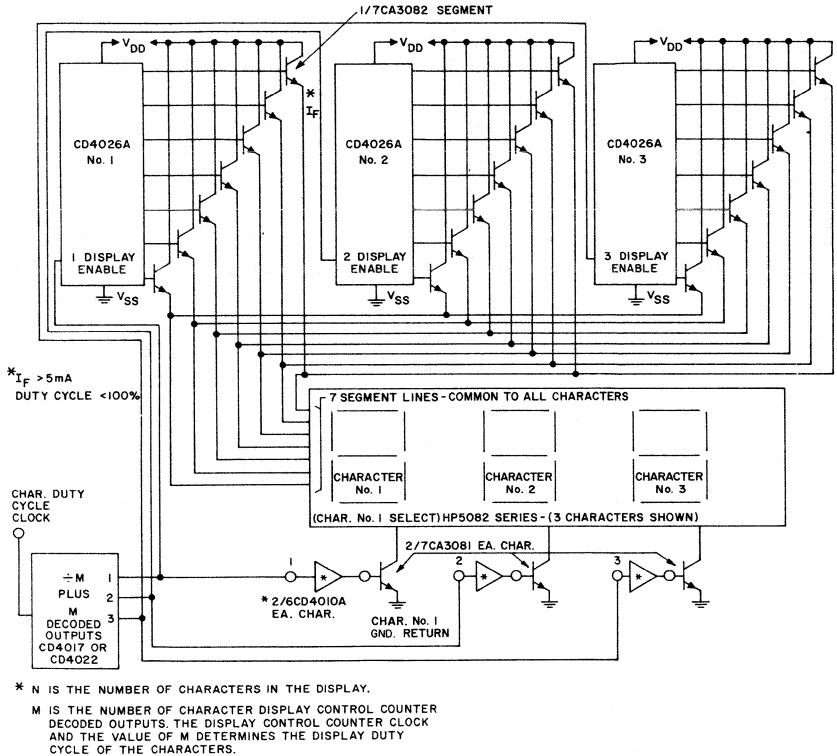 1/7CA3082 SEGMENT
VDD
VDD
VDD
*
IF
CD4026A
No. 1
CD4026A
No. 2
CD4026A
No. 3
1 DISPLAY
ENABLE
2 DISPLAY
ENABLE
3 DISPLAY
ENABLE
VSS
VSS
VSS
*IF >5mA
DUTY CYCLE <100%
7 SEGMENT LINES-COMMON TO ALL CHARACTERS
CHARACTER
No. 1
CHARACTER
No. 2
CHARACTER
No. 3
(CHAR. No. 1 SELECT) HP5082 SERIES-(3 CHARACTERS SHOWN)
CHAR. DUTY
CYCLE
CLOCK
2/7CA3081 EA. CHAR.
÷M
PLUS
M
DECODED
OUTPUTS
CD4017 OR
CD4022
1
2
3
1
*
* 2/6CD4010A
EA. CHAR.
CHAR. No. 1
GND. RETURN
2
*
3
*
* N IS THE NUMBER OF CHARACTERS IN THE DISPLAY.
M IS THE NUMBER OF CHARACTER DISPLAY CONTROL COUNTER
DECODED OUTPUTS. THE DISPLAY CONTROL COUNTER CLOCK
AND THE VALUE OF M DETERMINES THE DISPLAY DUTY
CYCLE OF THE CHARACTERS.